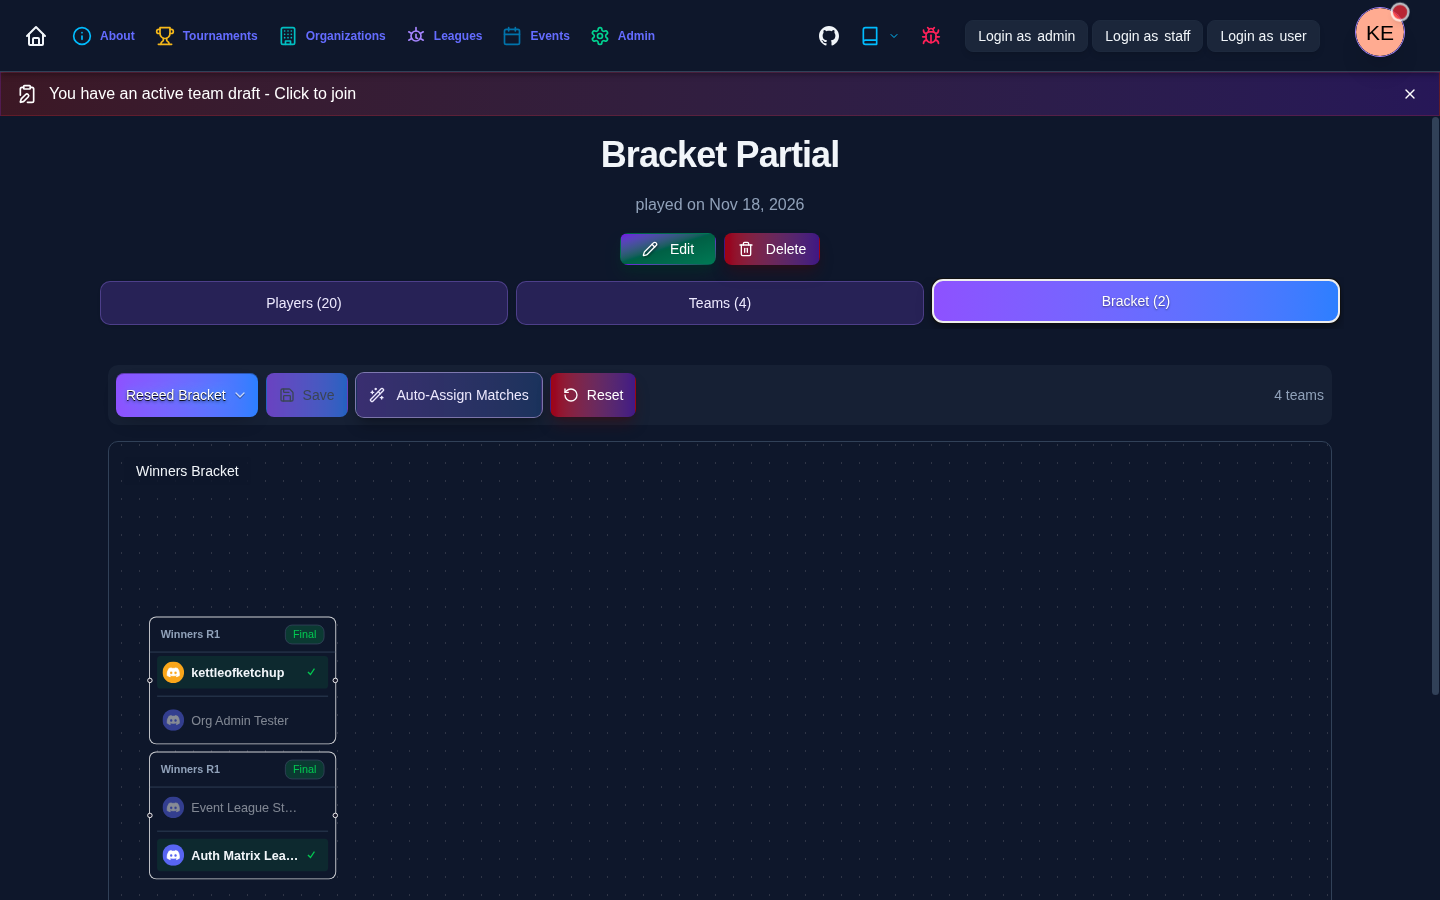 About
Tournaments
Organizations
Leagues
Events
Admin
Login as admin
Login as staff
Login as user
KE
You have an active team draft - Click to join
Bracket Partial
played on Nov 18, 2026
Edit
Delete
Players (20)
Teams (4)
Bracket (2)
Reseed Bracket
Save
Auto-Assign Matches
Reset
4 teams
Winners Bracket
Winners R1
Final
kettleofketchup
Org Admin Tester
Winners R1
Final
Event League St…
Auth Matrix Lea…